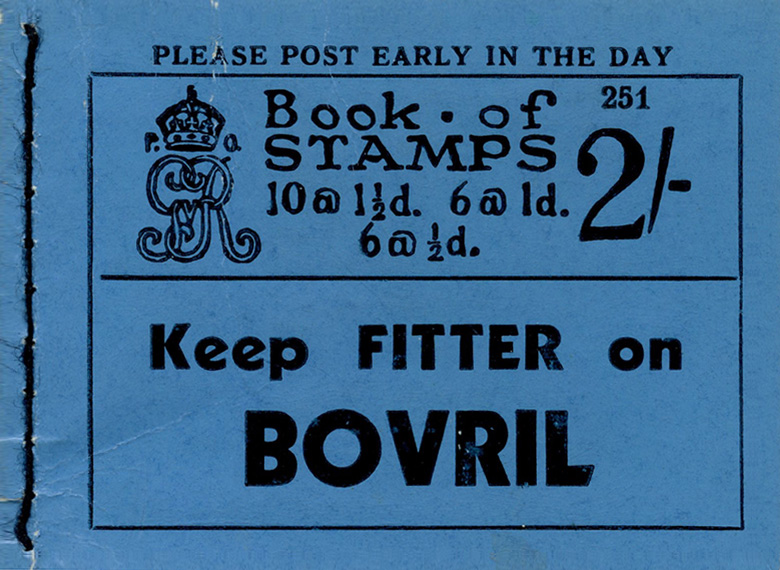 PLEASE POST EARLY IN THE DAY
251
P. O.
GvR
Book · of
STAMPS
10 @ 1½d. 6 @ 1d.
6 @ ½d.
2/-
Keep FITTER on
BOVRIL